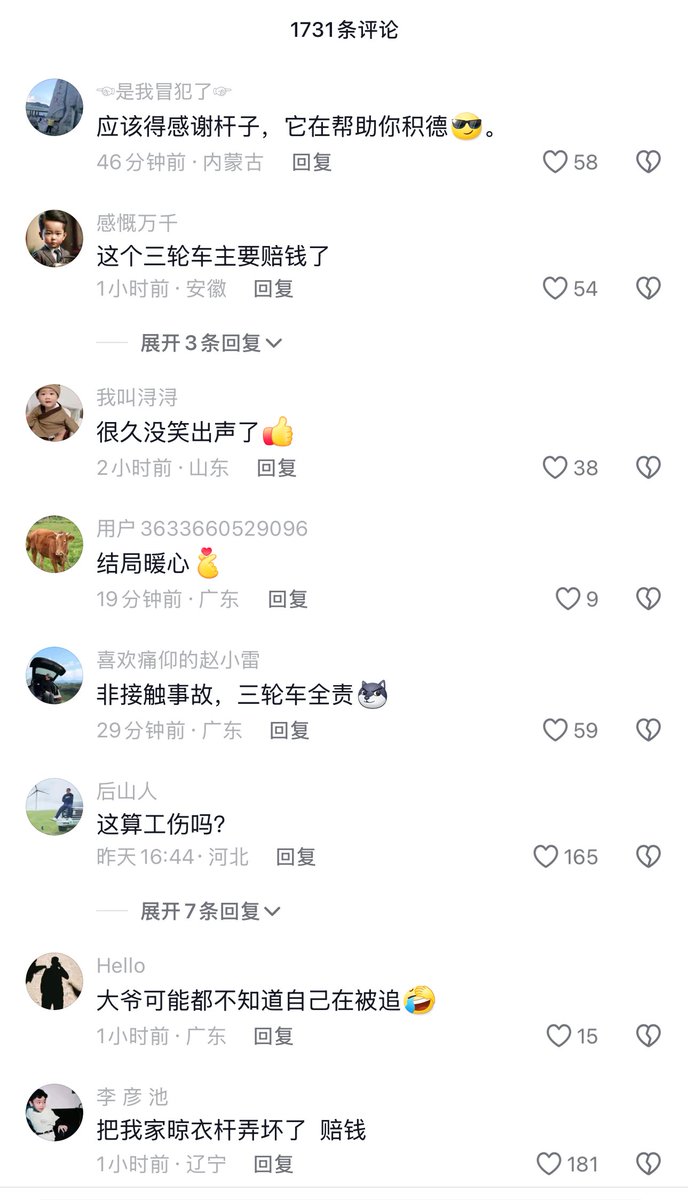 1731条评论
☜是我冒犯了☞
应该得感谢杆子，它在帮助你积德😎。
46分钟前·内蒙古 回复 58
感慨万千
这个三轮车主要赔钱了
1小时前·安徽 回复 54
展开3条回复
我叫浔浔
很久没笑出声了👍
2小时前·山东 回复 38
用户3633660529096
结局暖心
19分钟前·广东 回复 9
喜欢痛仰的赵小雷
非接触事故，三轮车全责
29分钟前·广东 回复 59
后山人
这算工伤吗?
昨天16:44·河北 回复 165
展开7条回复
Hello
大爷可能都不知道自己在被追
1小时前·广东 回复 15
李 彦 池
把我家晾衣杆弄坏了 赔钱
1小时前·辽宁 回复 181